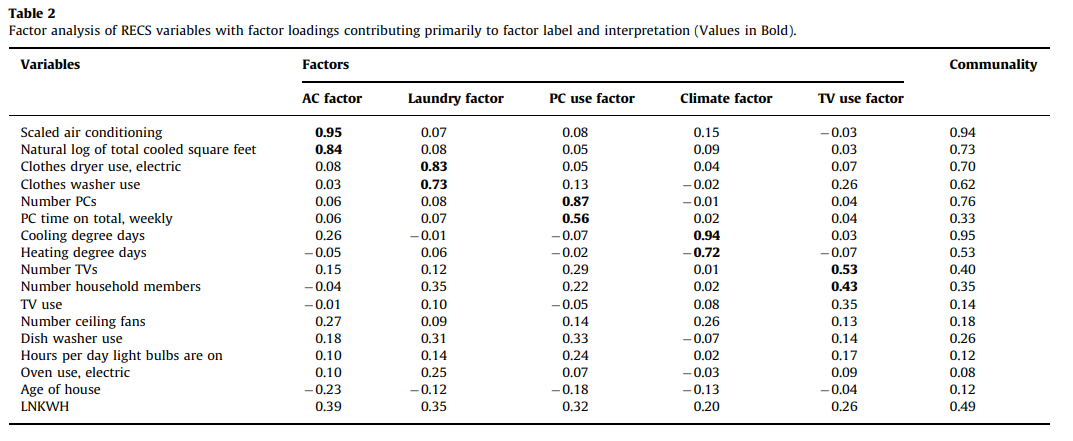 Table 2
Factor analysis of RECS variables with factor loadings contributing primarily to factor label and interpretation (Values in Bold).
Variables Factors Communality
AC factor Laundry factor PC use factor Climate factor TV use factor
Scaled air conditioning 0.95 0.07 0.08 0.15 −0.03 0.94
Natural log of total cooled square feet 0.84 0.08 0.05 0.09 0.03 0.73
Clothes dryer use, electric 0.08 0.83 0.05 0.04 0.07 0.70
Clothes washer use 0.03 0.73 0.13 −0.02 0.26 0.62
Number PCs 0.06 0.08 0.87 −0.01 0.04 0.76
PC time on total, weekly 0.06 0.07 0.56 0.02 0.04 0.33
Cooling degree days 0.26 −0.01 −0.07 0.94 0.03 0.95
Heating degree days −0.05 0.06 −0.02 −0.72 −0.07 0.53
Number TVs 0.15 0.12 0.29 0.01 0.53 0.40
Number household members −0.04 0.35 0.22 0.02 0.43 0.35
TV use −0.01 0.10 −0.05 0.08 0.35 0.14
Number ceiling fans 0.27 0.09 0.14 0.26 0.13 0.18
Dish washer use 0.18 0.31 0.33 −0.07 0.14 0.26
Hours per day light bulbs are on 0.10 0.14 0.24 0.02 0.17 0.12
Oven use, electric 0.10 0.25 0.07 −0.03 0.09 0.08
Age of house −0.23 −0.12 −0.18 −0.13 −0.04 0.12
LNKWH 0.39 0.35 0.32 0.20 0.26 0.49